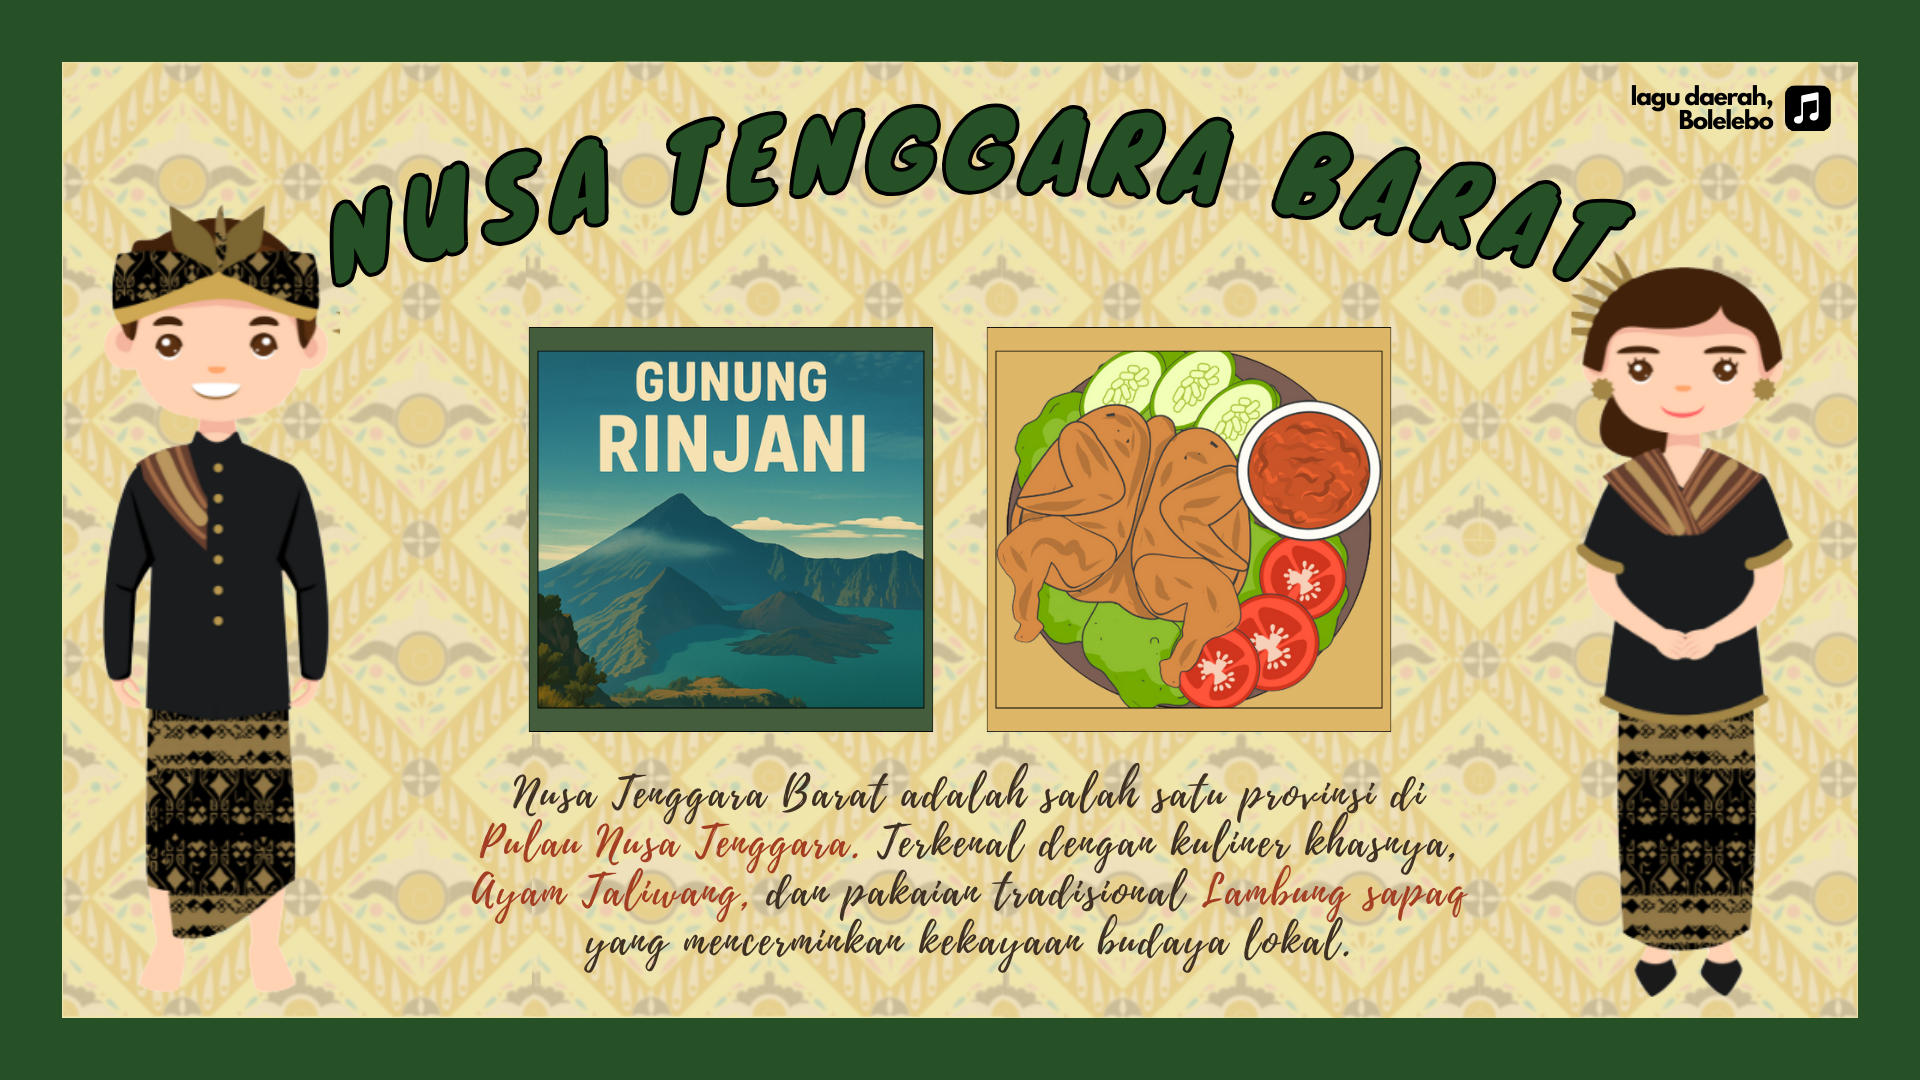 lagu daerah,
Bolelebo
NUSA TENGGARA BARAT
GUNUNG
RINJANI
Nusa Tenggara Barat adalah salah satu provinsi di
Pulau Nusa Tenggara. Terkenal dengan kuliner khasnya,
Ayam Taliwang, dan pakaian tradisional Lambung sapaq
yang mencerminkan kekayaan budaya lokal.